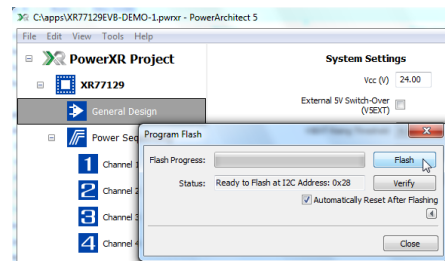 C:\apps\XR77129EVB-DEMO-1.pwrxr - PowerArchitect 5
File Edit View Tools Help
PowerXR Project
System Settings
XR77129
Vcc (V) 24.00
General Design
External 5V Switch-Over
(V5EXT)
Power Seq
Program Flash
1 Channel 1
Flash Progress:
Flash
2 Channel 2
Status: Ready to Flash at I2C Address: 0x28
Verify
Automatically Reset After Flashing
3 Channel 3
4 Channel 4
Close